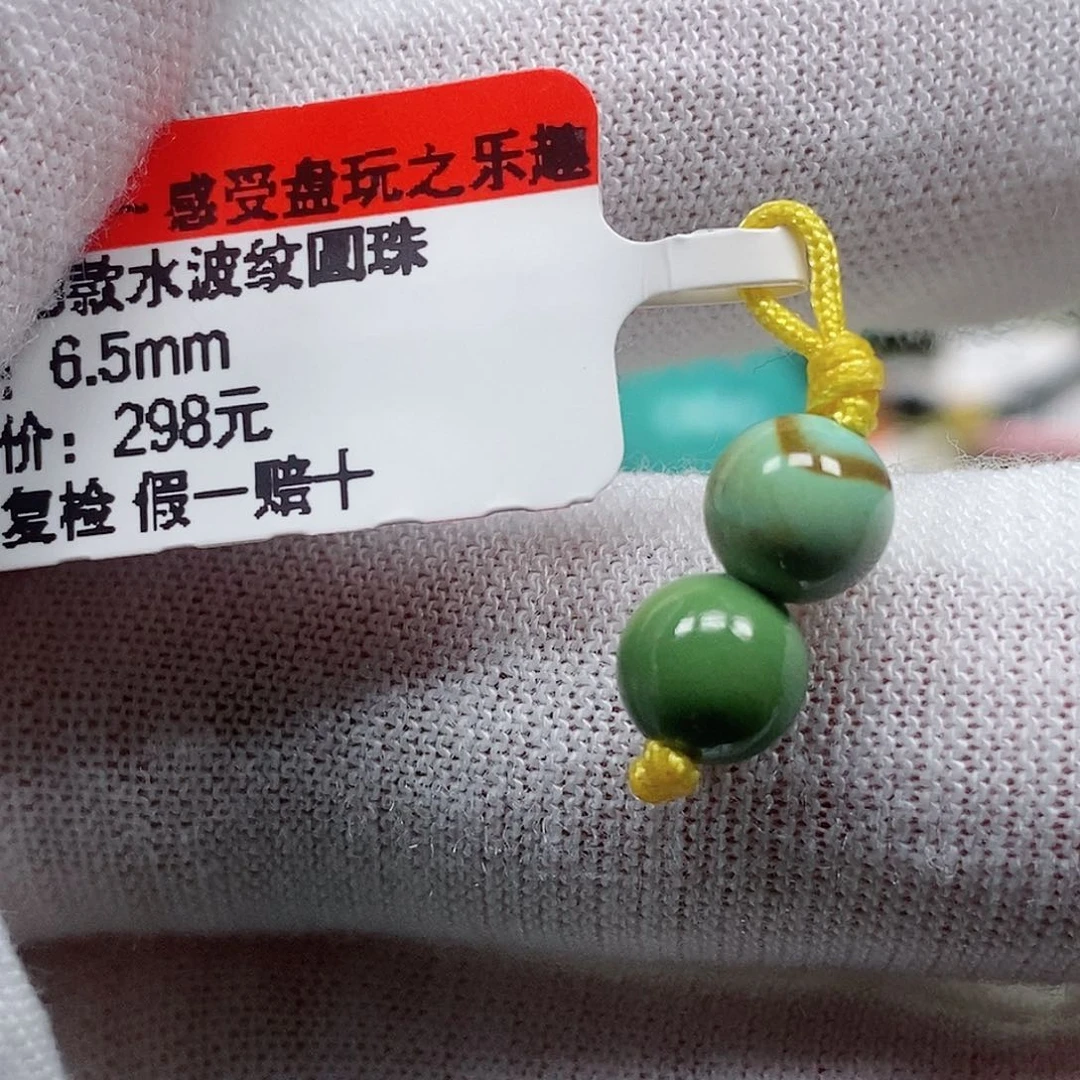 感受盘玩之乐趣
款水波纹圆珠
6.5mm
价：298元
复检 假一赔十